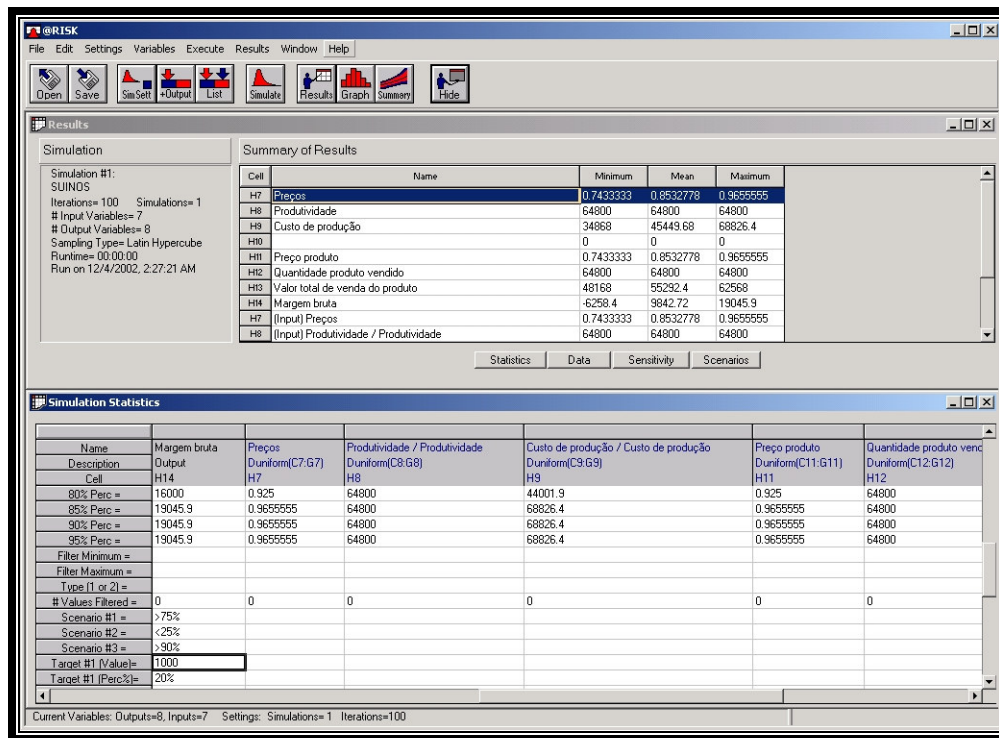 @RISK
File Edit Settings Variables Execute Results Window Help
Open Save Sim Sett +Output List Simulate Results Graph Summary Hide
Results
Simulation
Simulation #1:
SUINOS
Iterations= 100 Simulations= 1
# Input Variables= 7
# Output Variables= 8
Sampling Type= Latin Hypercube
Runtime= 00:00:00
Run on 12/4/2002, 2:27:21 AM
Summary of Results
Cell Name Minimum Mean Maximum
H7 Preços 0.7433333 0.8532778 0.9655555
H8 Produtividade 64800 64800 64800
H9 Custo de produção 34868 45449.68 68826.4
H10 0 0 0
H11 Preço produto 0.7433333 0.8532778 0.9655555
H12 Quantidade produto vendido 64800 64800 64800
H13 Valor total de venda do produto 48168 55292.4 62568
H14 Margem bruta -6258.4 9842.72 19045.9
H7 (Input) Preços 0.7433333 0.8532778 0.9655555
H8 (Input) Produtividade / Produtividade 64800 64800 64800
Statistics Data Sensitivity Scenarios
Simulation Statistics
Name Margem bruta Preços Produtividade / Produtividade Custo de produção / Custo de produção Preço produto Quantidade produto venc
Description Output Duniform(C7:G7) Duniform(C8:G8) Duniform(C9:G9) Duniform(C11:G11) Duniform(C12:G12)
Cell H14 H7 H8 H9 H11 H12
80% Perc = 16000 0.925 64800 44001.9 0.925 64800
85% Perc = 19045.9 0.9655555 64800 68826.4 0.9655555 64800
90% Perc = 19045.9 0.9655555 64800 68826.4 0.9655555 64800
95% Perc = 19045.9 0.9655555 64800 68826.4 0.9655555 64800
Filter Minimum =
Filter Maximum =
Type (1 or 2) =
# Values Filtered = 0 0 0 0 0 0
Scenario #1 = >75%
Scenario #2 = <25%
Scenario #3 = >90%
Target #1 (Value)= 1000
Target #1 (Perc%)= 20%
Current Variables: Outputs=8, Inputs=7 Settings: Simulations= 1 Iterations=100